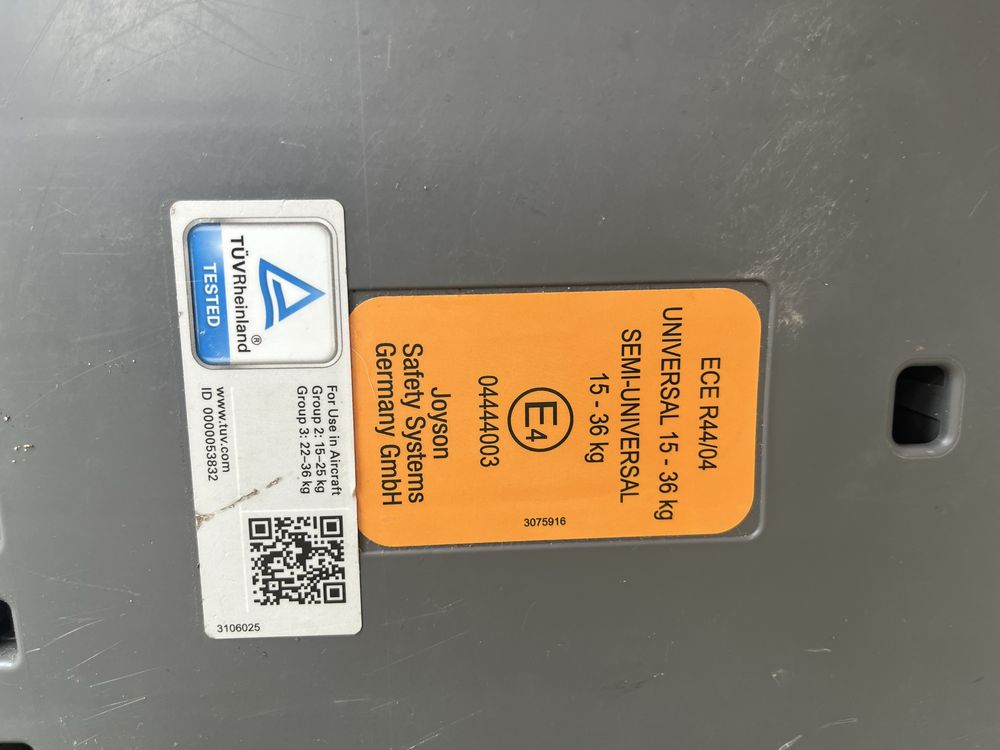 ECE R44/04
UNIVERSAL 15 - 36 kg
SEMI-UNIVERSAL
15 - 36 kg
E4
04444003
Joyson
Safety Systems
Germany GmbH
3075916
TÜVRheinland®
TESTED
For Use in Aircraft
Group 2: 15–25 kg
Group 3: 22–36 kg
www.tuv.com
ID 0000053832
3106025